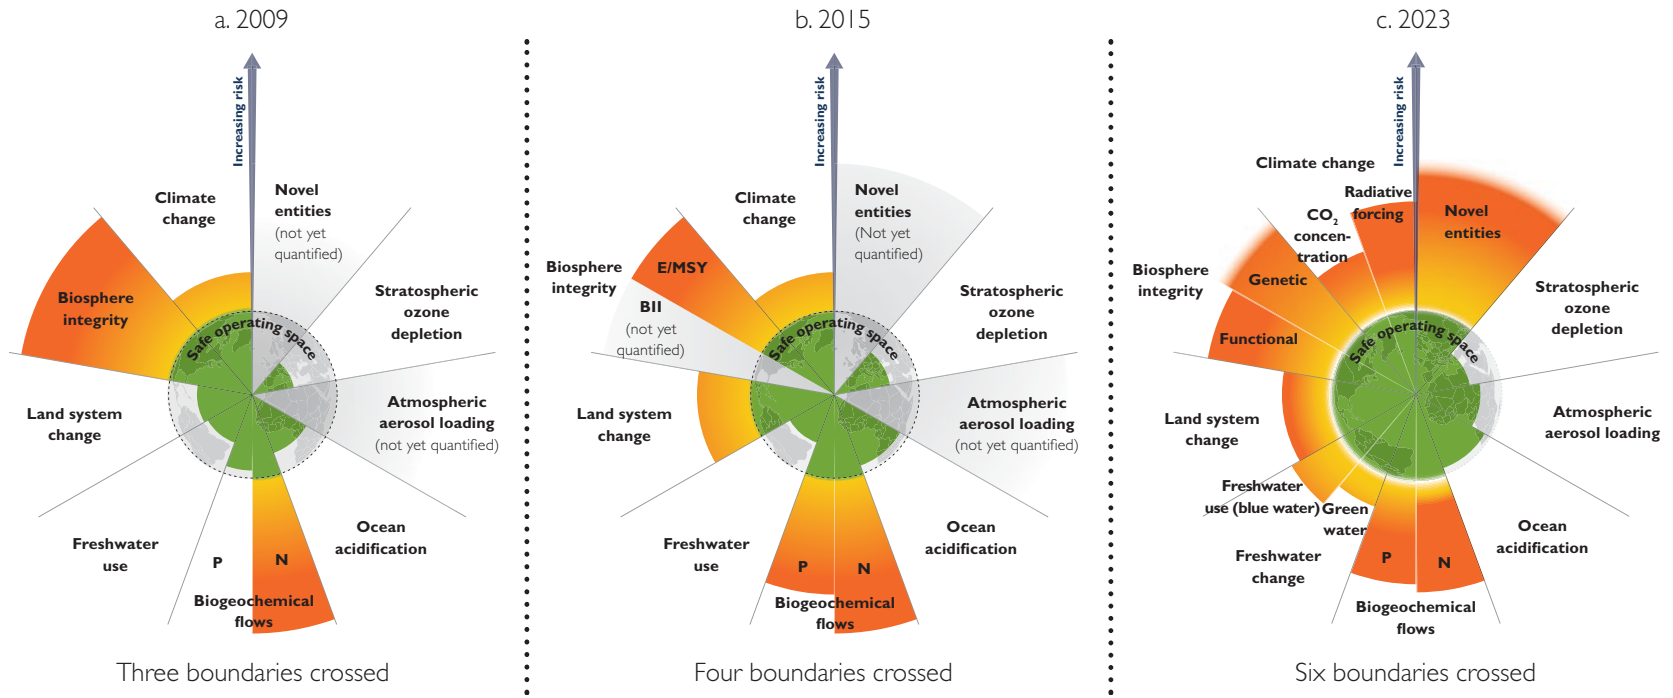 a. 2009
Increasing risk
Climate
change
Novel
entities
(not yet
quantified)
Biosphere
integrity
Safe operating space
Stratospheric
ozone
depletion
Atmospheric
aerosol loading
(not yet quantified)
Land system
change
Freshwater
use
P
N
Biogeochemical
flows
Ocean
acidification
Three boundaries crossed
b. 2015
Increasing risk
Climate
change
Novel
entities
(Not yet
quantified)
Biosphere
integrity
E/MSY
BII
(not yet
quantified)
Safe operating space
Stratospheric
ozone
depletion
Atmospheric
aerosol loading
(not yet quantified)
Land system
change
Freshwater
use
P
N
Biogeochemical
flows
Ocean
acidification
Four boundaries crossed
c. 2023
Increasing risk
Climate change
Radiative
forcing
CO2
concen-
tration
Novel
entities
Biosphere
integrity
Genetic
Functional
Safe operating space
Stratospheric
ozone
depletion
Atmospheric
aerosol loading
Land system
change
Freshwater
use (blue water)
Green
water
Freshwater
change
P
N
Biogeochemical
flows
Ocean
acidification
Six boundaries crossed